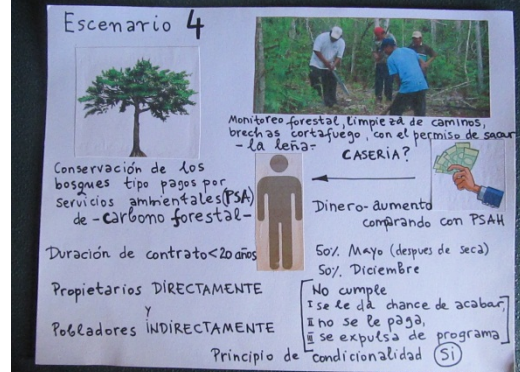 Escenario 4
Monitoreo forestal, limpieza de caminos,
brechas cortafuego, con el permiso de sacar
- la leña -
CASERIA?
Conservación de los
bosques tipo pagos por
servicios ambientales (PSA)
de - carbono forestal -
Dinero - aumento
comparando con PSAH
Duración de contrato < 20 años
50% Mayo (despues de seca)
50% Diciembre
Propietarios DIRECTAMENTE
y
Pobladores INDIRECTAMENTE
No cumple
I se le da chance de acabar,
II no se le paga,
III se expulsa de programa
Principio de condicionalidad Si